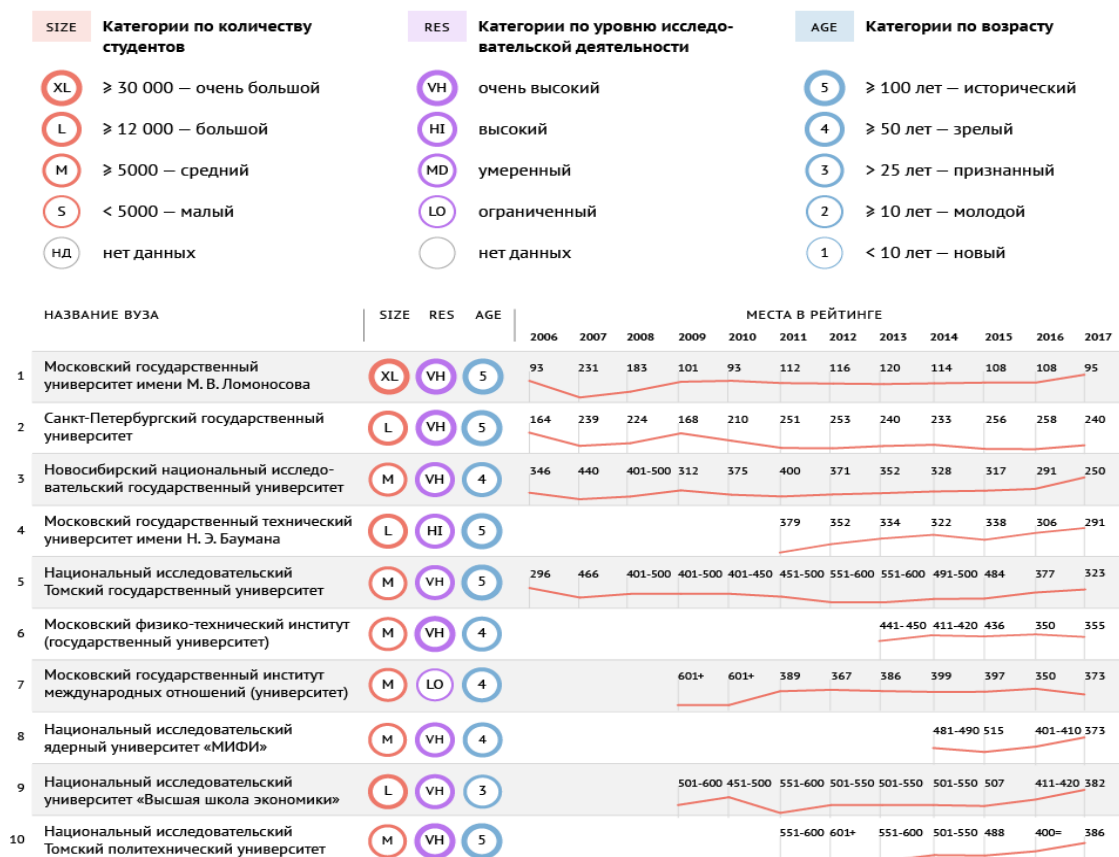 SIZE Категории по количеству
студентов
XL ⩾ 30 000 — очень большой
L ⩾ 12 000 — большой
M ⩾ 5000 — средний
S < 5000 — малый
НД нет данных
RES Категории по уровню исследо-
вательской деятельности
VH очень высокий
HI высокий
MD умеренный
LO ограниченный
нет данных
AGE Категории по возрасту
5 ⩾ 100 лет — исторический
4 ⩾ 50 лет — зрелый
3 > 25 лет — признанный
2 ⩾ 10 лет — молодой
1 < 10 лет — новый
НАЗВАНИЕ ВУЗА SIZE RES AGE МЕСТА В РЕЙТИНГЕ
2006 2007 2008 2009 2010 2011 2012 2013 2014 2015 2016 2017
1 Московский государственный
университет имени М. В. Ломоносова XL VH 5 93 231 183 101 93 112 116 120 114 108 108 95
2 Санкт-Петербургский государственный
университет L VH 5 164 239 224 168 210 251 253 240 233 256 258 240
3 Новосибирский национальный исследо-
вательский государственный университет M VH 4 346 440 401-500 312 375 400 371 352 328 317 291 250
4 Московский государственный технический
университет имени Н. Э. Баумана L HI 5 379 352 334 322 338 306 291
5 Национальный исследовательский
Томский государственный университет M VH 5 296 466 401-500 401-500 401-450 451-500 551-600 551-600 491-500 484 377 323
6 Московский физико-технический институт
(государственный университет) M VH 4 441- 450 411-420 436 350 355
7 Московский государственный институт
международных отношений (университет) M LO 4 601+ 601+ 389 367 386 399 397 350 373
8 Национальный исследовательский
ядерный университет «МИФИ» M VH 4 481-490 515 401-410 373
9 Национальный исследовательский
университет «Высшая школа экономики» L VH 3 501-600 451-500 551-600 501-550 501-550 501-550 507 411-420 382
10 Национальный исследовательский
Томский политехнический университет M VH 5 551-600 601+ 551-600 501-550 488 400= 386